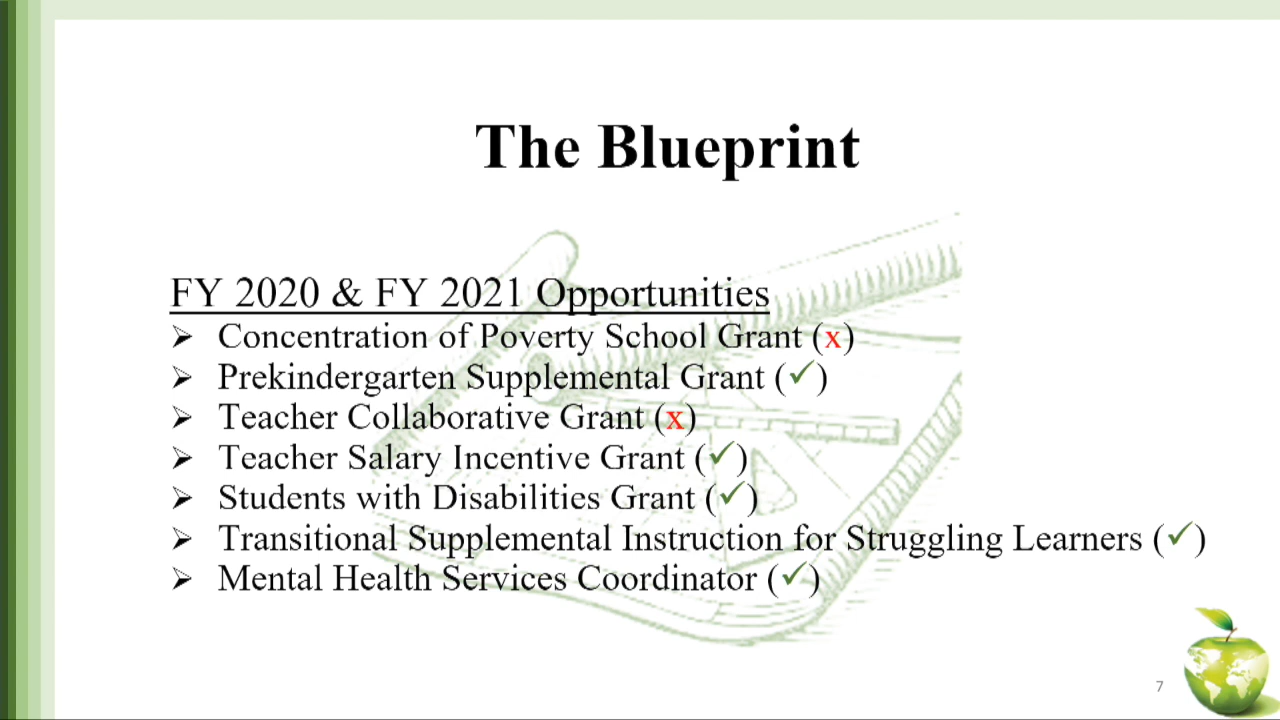 The Blueprint
FY 2020 & FY 2021 Opportunities
➢ Concentration of Poverty School Grant (x)
➢ Prekindergarten Supplemental Grant (✓)
➢ Teacher Collaborative Grant (x)
➢ Teacher Salary Incentive Grant (✓)
➢ Students with Disabilities Grant (✓)
➢ Transitional Supplemental Instruction for Struggling Learners (✓)
➢ Mental Health Services Coordinator (✓)
7